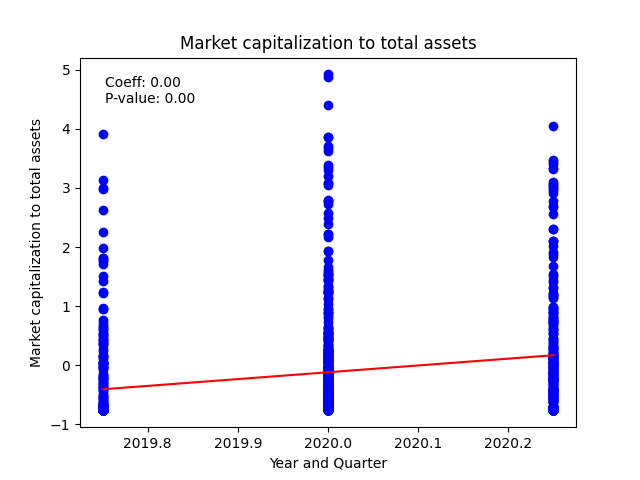 Market capitalization to total assets
Coeff: 0.00
P-value: 0.00
Market capitalization to total assets
5
4
3
2
1
0
−1
2019.8 2019.9 2020.0 2020.1 2020.2
Year and Quarter